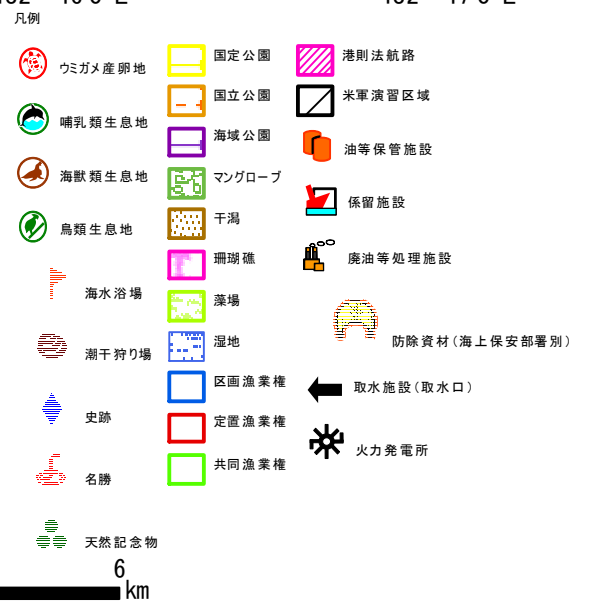 凡例
ウミガメ産卵地
哺乳類生息地
海獣類生息地
鳥類生息地
海水浴場
潮干狩り場
史跡
名勝
天然記念物
国定公園
国立公園
海域公園
マングローブ
干潟
珊瑚礁
藻場
湿地
区画漁業権
定置漁業権
共同漁業権
港則法航路
米軍演習区域
油等保管施設
係留施設
廃油等処理施設
防除資材(海上保安部署別)
取水施設(取水口)
火力発電所
6
km